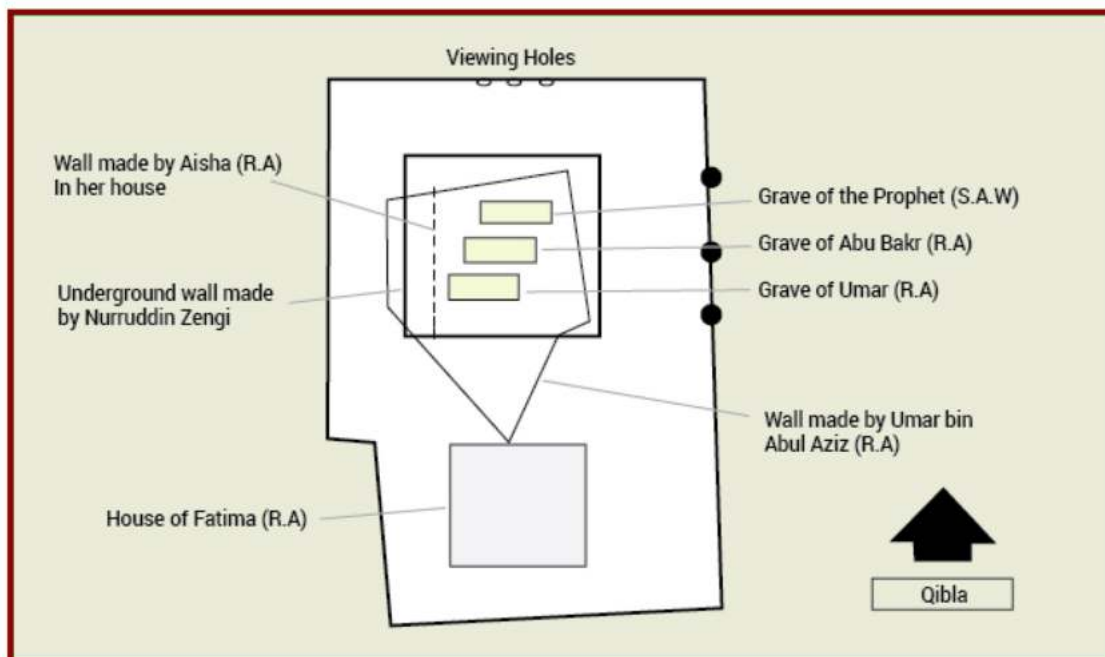 Viewing Holes
Wall made by Aisha (R.A)
In her house
Grave of the Prophet (S.A.W)
Grave of Abu Bakr (R.A)
Grave of Umar (R.A)
Underground wall made
by Nurruddin Zengi
Wall made by Umar bin
Abul Aziz (R.A)
House of Fatima (R.A)
Qibla